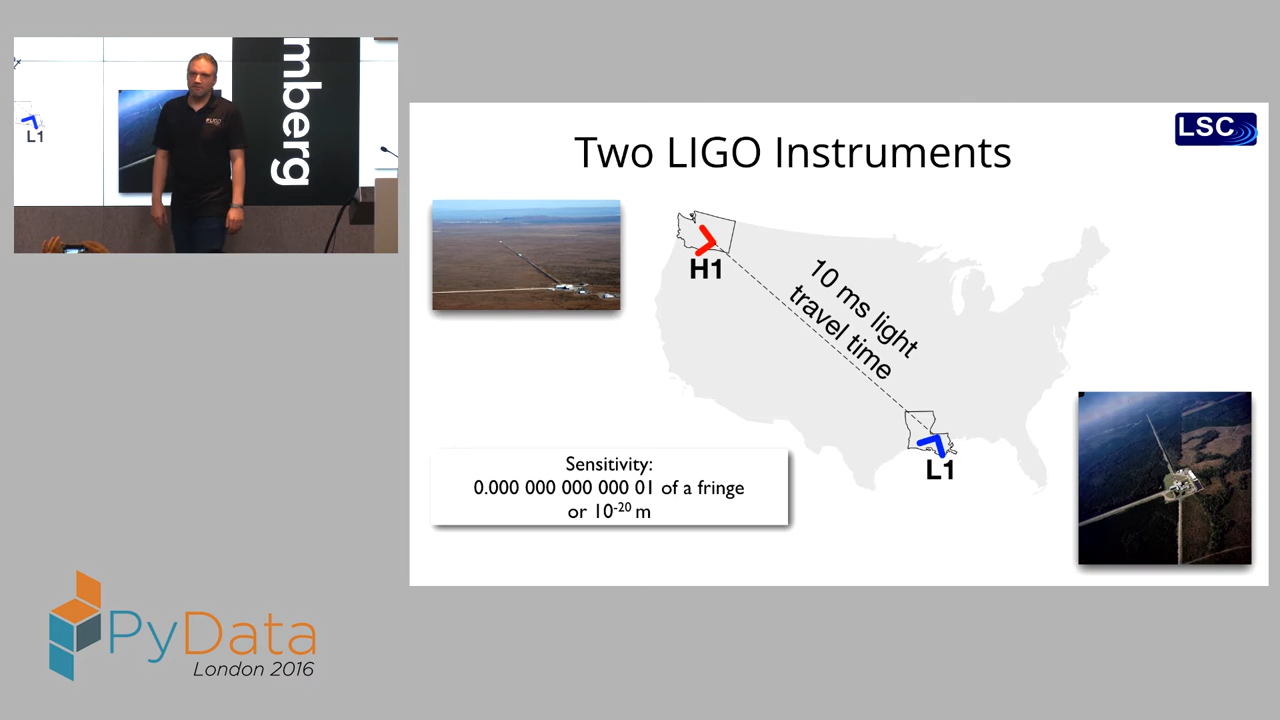 mberg
L1
LIGO
LSC
Two LIGO Instruments
H1
10 ms light
travel time
L1
Sensitivity:
0.000 000 000 000 01 of a fringe
or 10⁻²⁰ m
PyData
London 2016